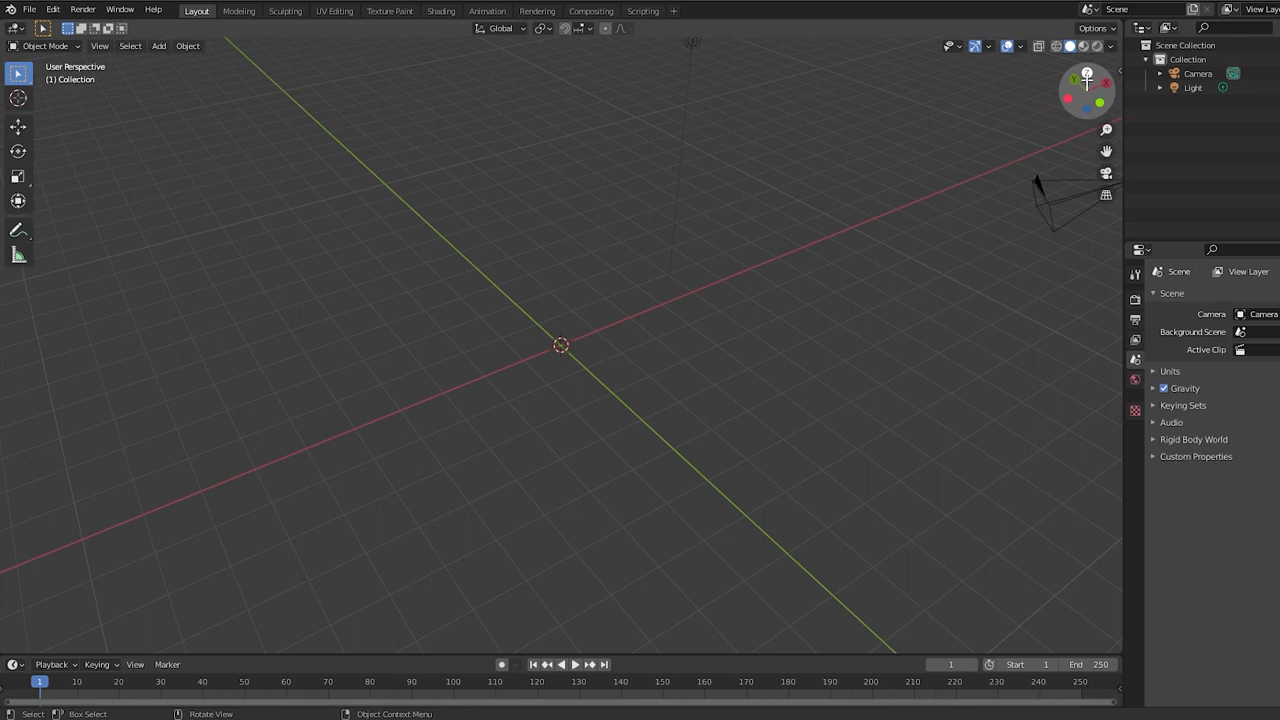 File Edit Render Window Help Layout Modeling Sculpting UV Editing Texture Paint Shading Animation Rendering Compositing Scripting + Scene View Laye
Global Options
Object Mode View Select Add Object
User Perspective
(1) Collection
Z
Y
X
Scene Collection
Collection
Camera
Light
Scene View Layer
Scene
Camera Camera
Background Scene
Active Clip
Units
Gravity
Keying Sets
Audio
Rigid Body World
Custom Properties
Playback Keying View Marker 1 Start 1 End 250
1 10 20 30 40 50 60 70 80 90 100 110 120 130 140 150 160 170 180 190 200 210 220 230 240 250
Select Box Select Rotate View Object Context Menu